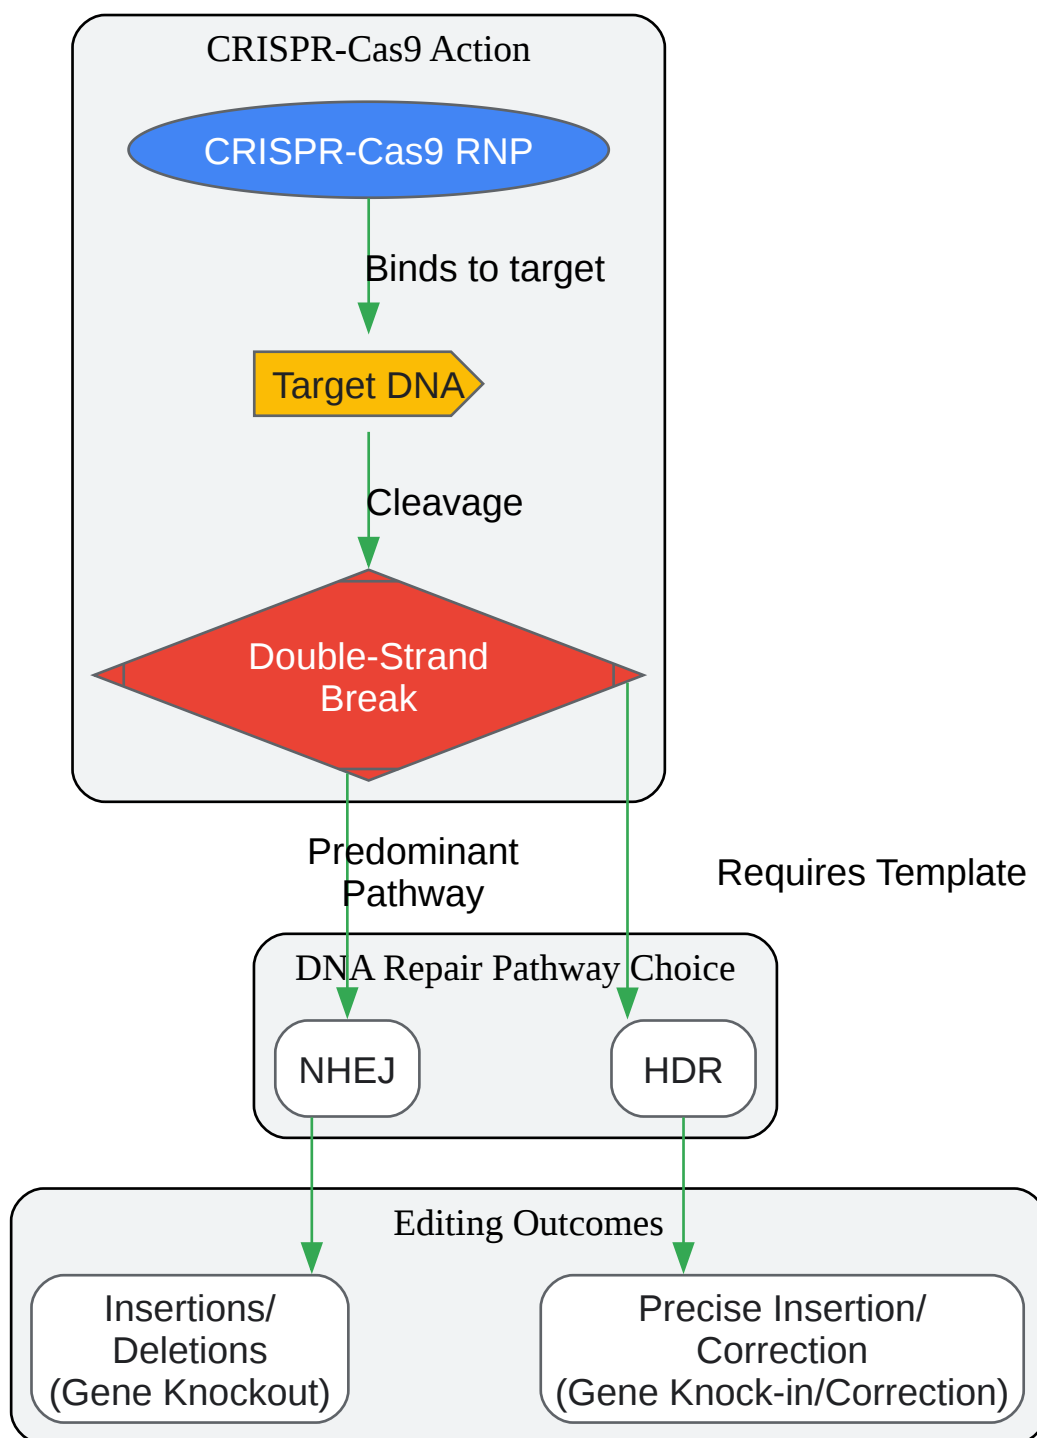 CRISPR-Cas9 Action
CRISPR-Cas9 RNP
Binds to target
Target DNA
Cleavage
Double-Strand
Break
Predominant
Pathway
Requires Template
DNA Repair Pathway Choice
NHEJ
HDR
Editing Outcomes
Insertions/
Deletions
(Gene Knockout)
Precise Insertion/
Correction
(Gene Knock-in/Correction)